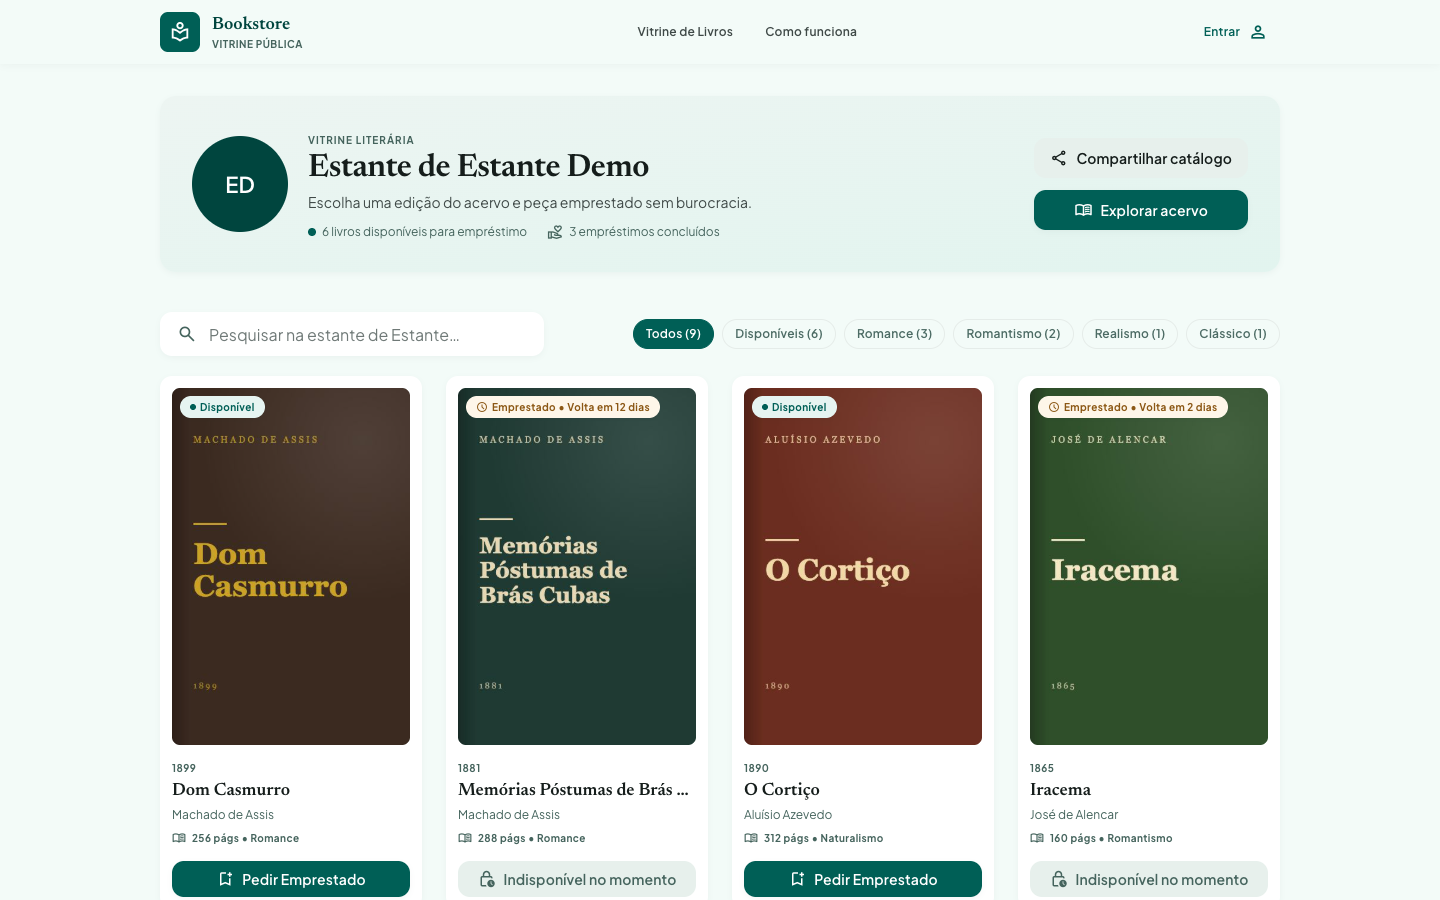 Bookstore
VITRINE PÚBLICA
Vitrine de Livros
Como funciona
Entrar
ED
VITRINE LITERÁRIA
Estante de Estante Demo
Escolha uma edição do acervo e peça emprestado sem burocracia.
6 livros disponíveis para empréstimo
3 empréstimos concluídos
Compartilhar catálogo
Explorar acervo
Pesquisar na estante de Estante...
Todos (9)
Disponíveis (6)
Romance (3)
Romantismo (2)
Realismo (1)
Clássico (1)
Disponível
MACHADO DE ASSIS
Dom
Casmurro
1899
1899
Dom Casmurro
Machado de Assis
256 págs • Romance
Pedir Emprestado
Emprestado • Volta em 12 dias
MACHADO DE ASSIS
Memórias
Póstumas de
Brás Cubas
1881
1881
Memórias Póstumas de Brás ...
Machado de Assis
288 págs • Romance
Indisponível no momento
Disponível
ALUÍSIO AZEVEDO
O Cortiço
1890
1890
O Cortiço
Aluísio Azevedo
312 págs • Naturalismo
Pedir Emprestado
Emprestado • Volta em 2 dias
JOSÉ DE ALENCAR
Iracema
1865
1865
Iracema
José de Alencar
160 págs • Romantismo
Indisponível no momento